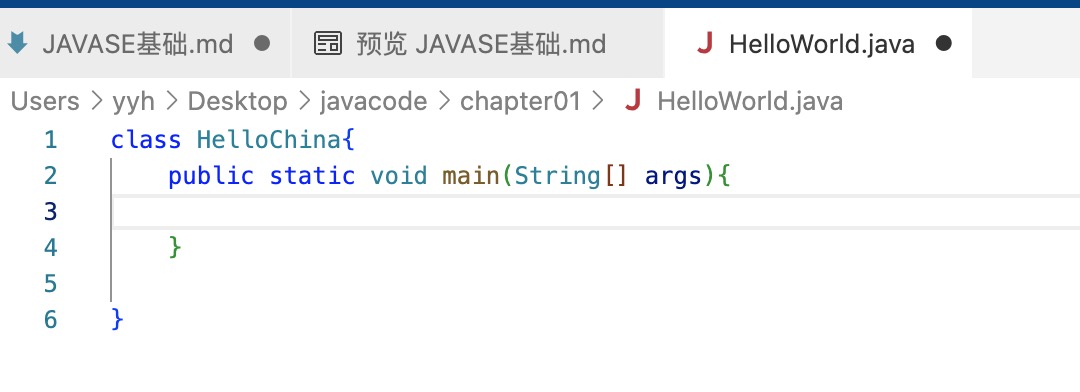 JAVASE基础.md
预览 JAVASE基础.md
HelloWorld.java
Users > yyh > Desktop > javacode > chapter01 > HelloWorld.java
1 class HelloChina{
2 public static void main(String[] args){
3
4 }
5
6 }